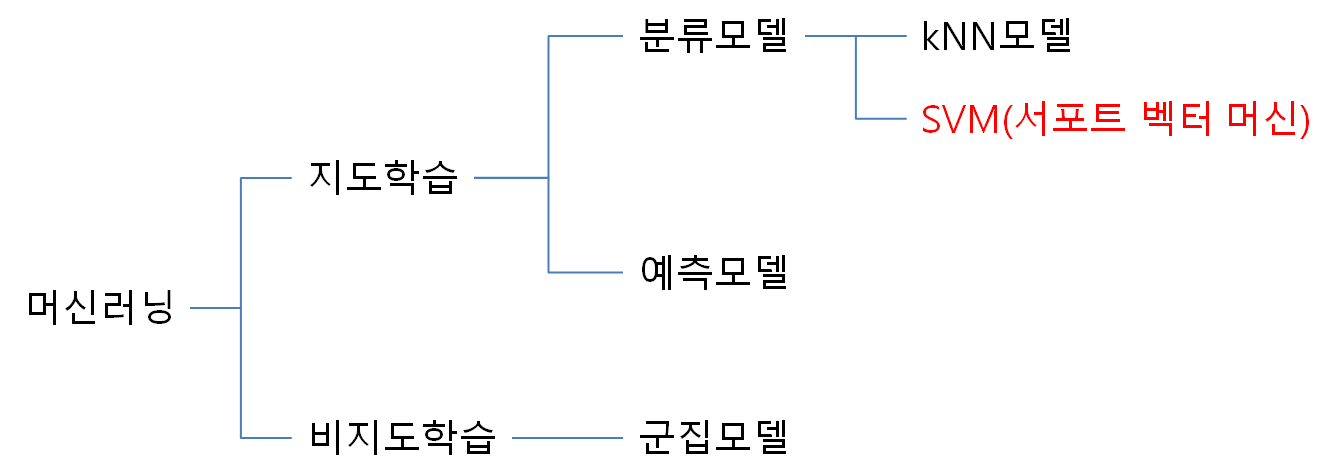 분류모델
kNN모델
SVM(서포트 벡터 머신)
지도학습
예측모델
머신러닝
비지도학습
군집모델